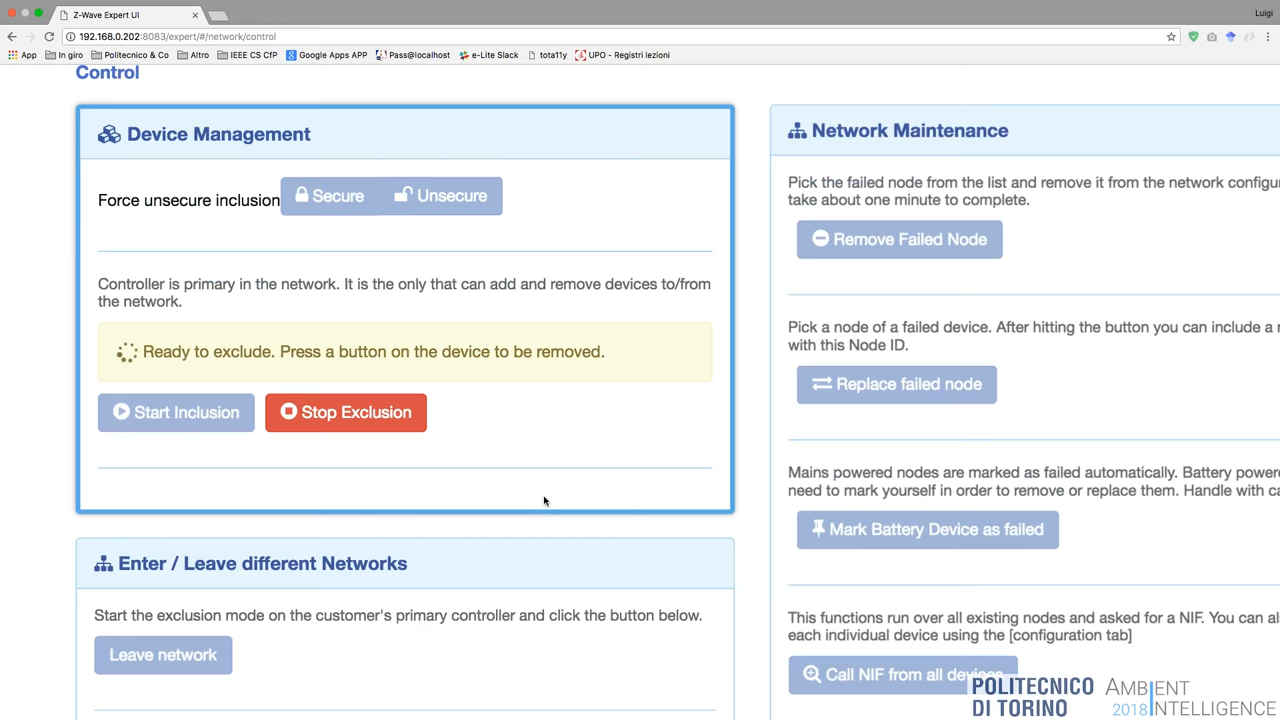 Z-Wave Expert UI
Luigi
192.168.0.202:8083/expert/#/network/control
App
In giro
Politecnico & Co
Altro
IEEE CS CfP
Google Apps APP
Pass@localhost
e-Lite Slack
tota11y
UPO - Registri lezioni
Control
Device Management
Force unsecure inclusion
Secure
Unsecure
Controller is primary in the network. It is the only that can add and remove devices to/from
the network.
Ready to exclude. Press a button on the device to be removed.
Start Inclusion
Stop Exclusion
Enter / Leave different Networks
Start the exclusion mode on the customer's primary controller and click the button below.
Leave network
Network Maintenance
Pick the failed node from the list and remove it from the network configu
take about one minute to complete.
Remove Failed Node
Pick a node of a failed device. After hitting the button you can include a
with this Node ID.
Replace failed node
Mains powered nodes are marked as failed automatically. Battery power
need to mark yourself in order to remove or replace them. Handle with ca
Mark Battery Device as failed
This functions run over all existing nodes and asked for a NIF. You can al
each individual device using the [configuration tab]
Call NIF from all devices
POLITECNICO
DI TORINO
AMBIENT
2018 INTELLIGENCE